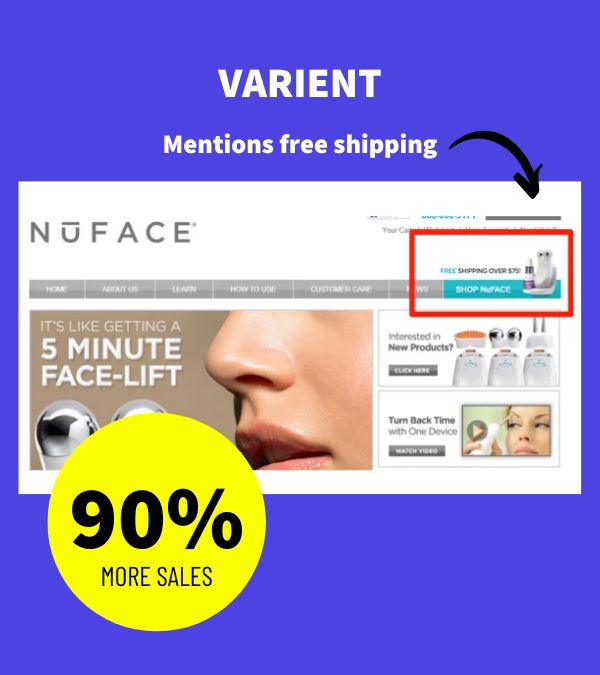 VARIENT
Mentions free shipping
NUFACE®
Your Cart
FREE SHIPPING OVER $75!
HOME ABOUT US LEARN HOW TO USE CUSTOMER CARE NEWS SHOP NuFACE
IT'S LIKE GETTING A
5 MINUTE
FACE-LIFT
Interested in
New Products?
CLICK HERE
Turn Back Time
with One Device
WATCH VIDEO
90%
MORE SALES